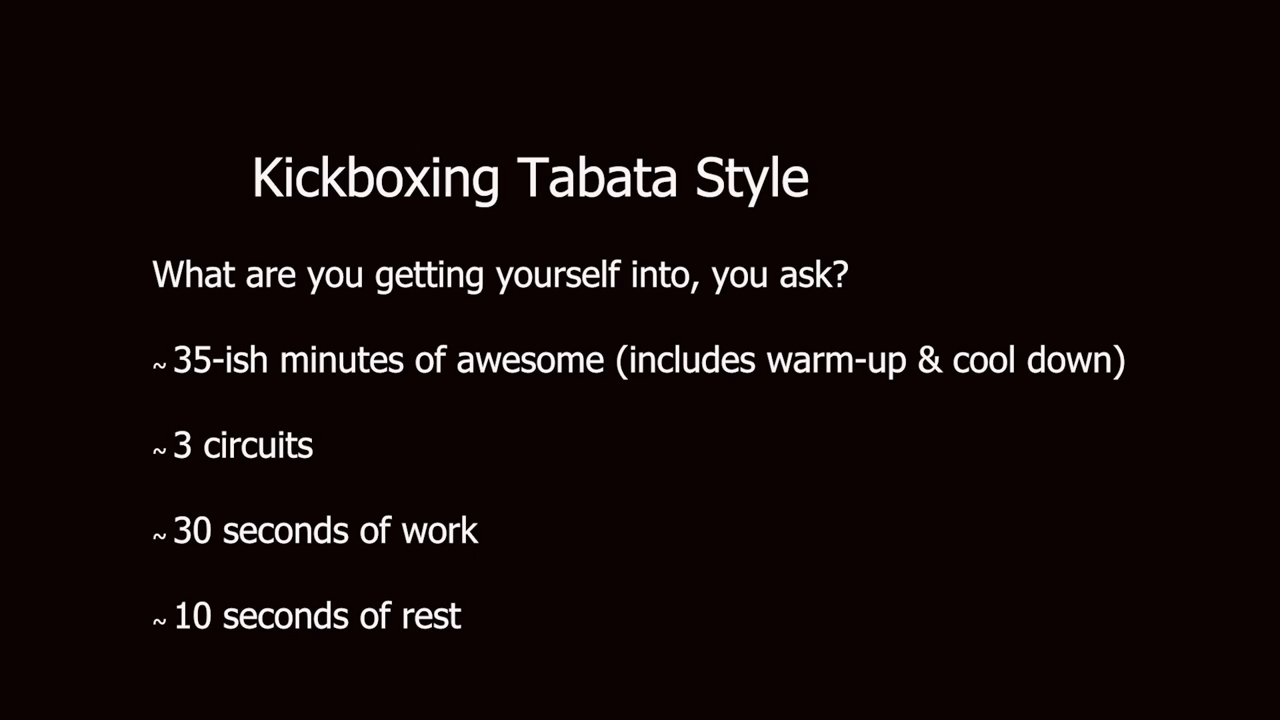 Kickboxing Tabata Style
What are you getting yourself into, you ask?
~ 35-ish minutes of awesome (includes warm-up & cool down)
~ 3 circuits
~ 30 seconds of work
~ 10 seconds of rest